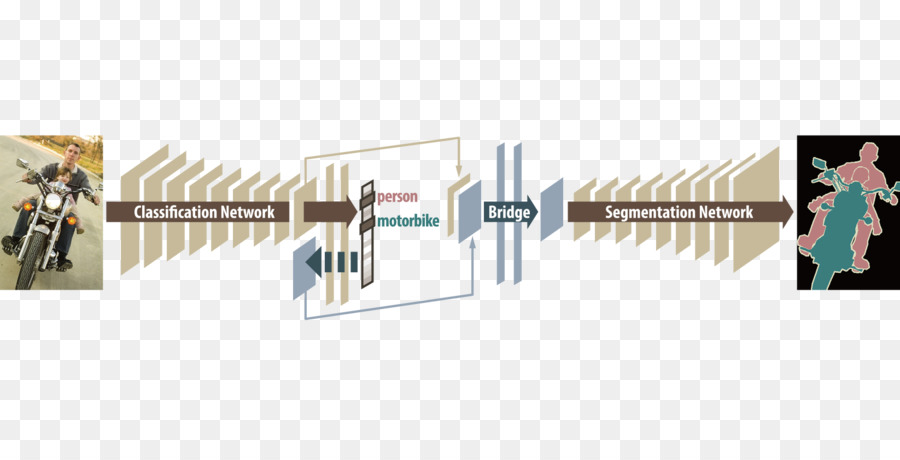 Classification Network
person
motorbike
Bridge
Segmentation Network